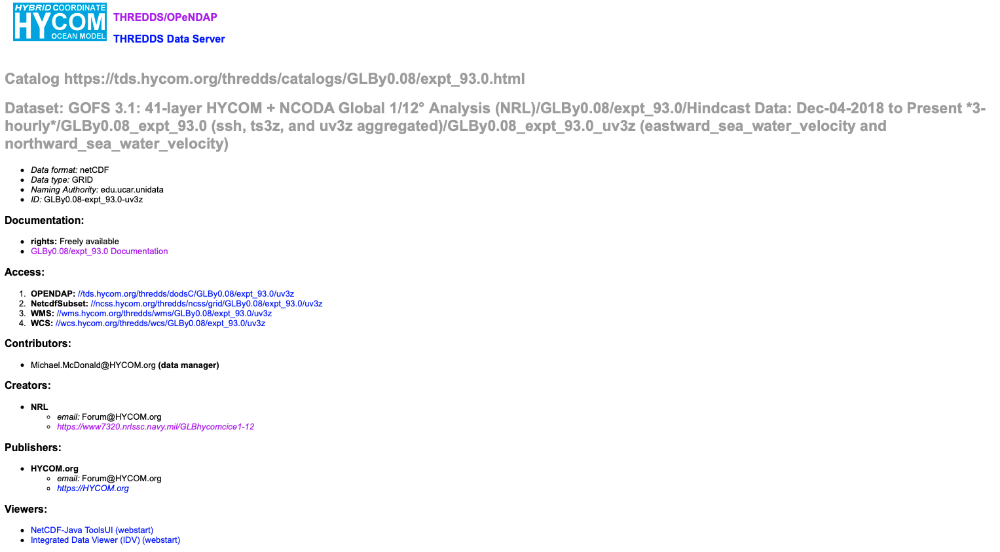 HYBRID COORDINATE
HYCOM
OCEAN MODEL
THREDDS/OPeNDAP
THREDDS Data Server
Catalog https://tds.hycom.org/thredds/catalogs/GLBy0.08/expt_93.0.html
Dataset: GOFS 3.1: 41-layer HYCOM + NCODA Global 1/12° Analysis (NRL)/GLBy0.08/expt_93.0/Hindcast Data: Dec-04-2018 to Present *3-
hourly*/GLBy0.08_expt_93.0 (ssh, ts3z, and uv3z aggregated)/GLBy0.08_expt_93.0_uv3z (eastward_sea_water_velocity and
northward_sea_water_velocity)
• Data format: netCDF
• Data type: GRID
• Naming Authority: edu.ucar.unidata
• ID: GLBy0.08-expt_93.0-uv3z
Documentation:
• rights: Freely available
• GLBy0.08/expt_93.0 Documentation
Access:
1. OPENDAP: //tds.hycom.org/thredds/dodsC/GLBy0.08/expt_93.0/uv3z
2. NetcdfSubset: //ncss.hycom.org/thredds/ncss/grid/GLBy0.08/expt_93.0/uv3z
3. WMS: //wms.hycom.org/thredds/wms/GLBy0.08/expt_93.0/uv3z
4. WCS: //wcs.hycom.org/thredds/wcs/GLBy0.08/expt_93.0/uv3z
Contributors:
• Michael.McDonald@HYCOM.org (data manager)
Creators:
• NRL
◦ email: Forum@HYCOM.org
◦ https://www7320.nrlssc.navy.mil/GLBhycomcice1-12
Publishers:
• HYCOM.org
◦ email: Forum@HYCOM.org
◦ https://HYCOM.org
Viewers:
• NetCDF-Java ToolsUI (webstart)
• Integrated Data Viewer (IDV) (webstart)